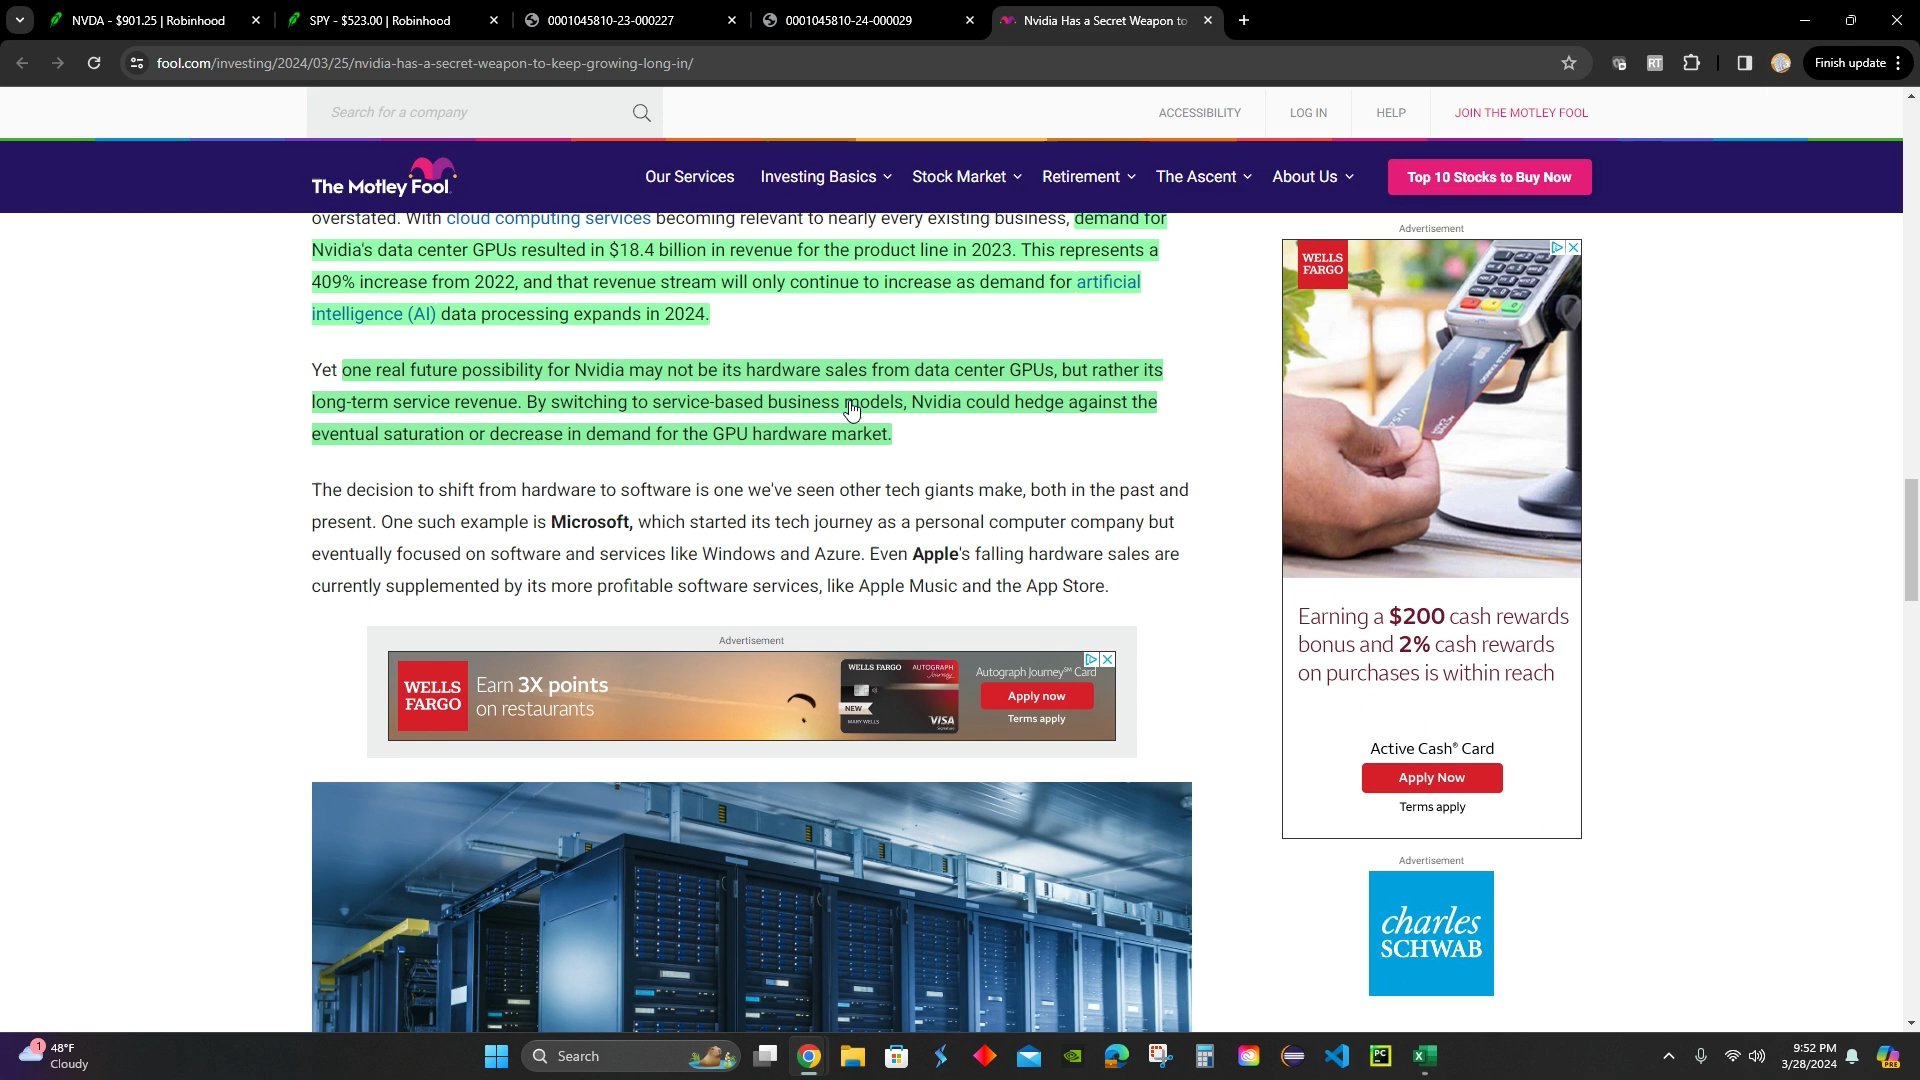 NVDA - $901.25 | Robinhood
SPY - $523.00 | Robinhood
0001045810-23-000227
0001045810-24-000029
Nvidia Has a Secret Weapon to
fool.com/investing/2024/03/25/nvidia-has-a-secret-weapon-to-keep-growing-long-in/
RT
Finish update
Search for a company
ACCESSIBILITY
LOG IN
HELP
JOIN THE MOTLEY FOOL
The Motley Fool
Our Services
Investing Basics
Stock Market
Retirement
The Ascent
About Us
Top 10 Stocks to Buy Now
overstated. With cloud computing services becoming relevant to nearly every existing business, demand for
Nvidia's data center GPUs resulted in $18.4 billion in revenue for the product line in 2023. This represents a
409% increase from 2022, and that revenue stream will only continue to increase as demand for artificial
intelligence (AI) data processing expands in 2024.
Yet one real future possibility for Nvidia may not be its hardware sales from data center GPUs, but rather its
long-term service revenue. By switching to service-based business models, Nvidia could hedge against the
eventual saturation or decrease in demand for the GPU hardware market.
The decision to shift from hardware to software is one we've seen other tech giants make, both in the past and
present. One such example is Microsoft, which started its tech journey as a personal computer company but
eventually focused on software and services like Windows and Azure. Even Apple's falling hardware sales are
currently supplemented by its more profitable software services, like Apple Music and the App Store.
Advertisement
WELLS
FARGO
Earn 3X points
on restaurants
WELLS FARGO
AUTOGRAPH
Journey
NEW
MARY WELLS
VISA
Signature
Autograph Journey℠ Card
Apply now
Terms apply
Advertisement
WELLS
FARGO
VISA
Earning a $200 cash rewards
bonus and 2% cash rewards
on purchases is within reach
Active Cash® Card
Apply Now
Terms apply
Advertisement
charles
SCHWAB
1
48°F
Cloudy
Search
PC
PRE
9:52 PM
3/28/2024